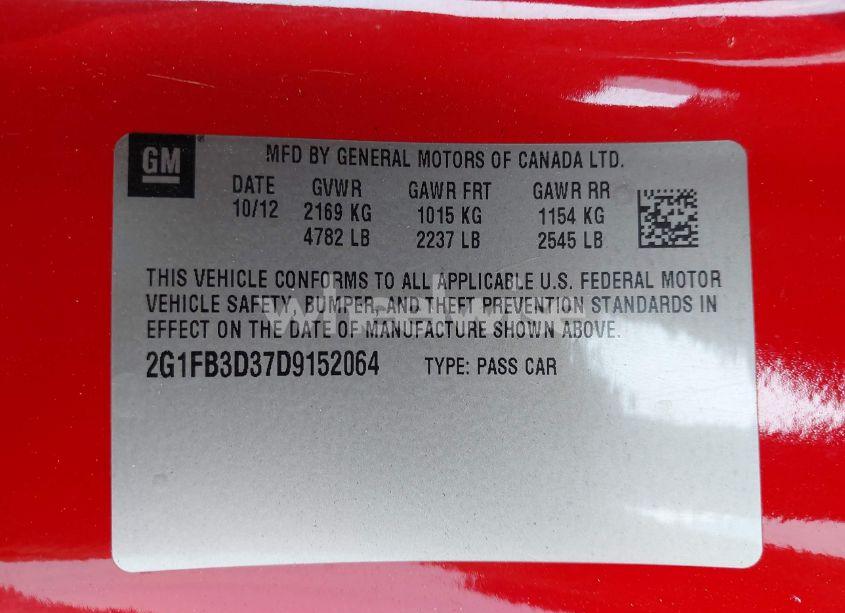 GM
MFD BY GENERAL MOTORS OF CANADA LTD.
DATE GVWR GAWR FRT GAWR RR
10/12 2169 KG 1015 KG 1154 KG
4782 LB 2237 LB 2545 LB
THIS VEHICLE CONFORMS TO ALL APPLICABLE U.S. FEDERAL MOTOR
VEHICLE SAFETY, BUMPER, AND THEFT PREVENTION STANDARDS IN
EFFECT ON THE DATE OF MANUFACTURE SHOWN ABOVE.
2G1FB3D37D9152064 TYPE: PASS CAR